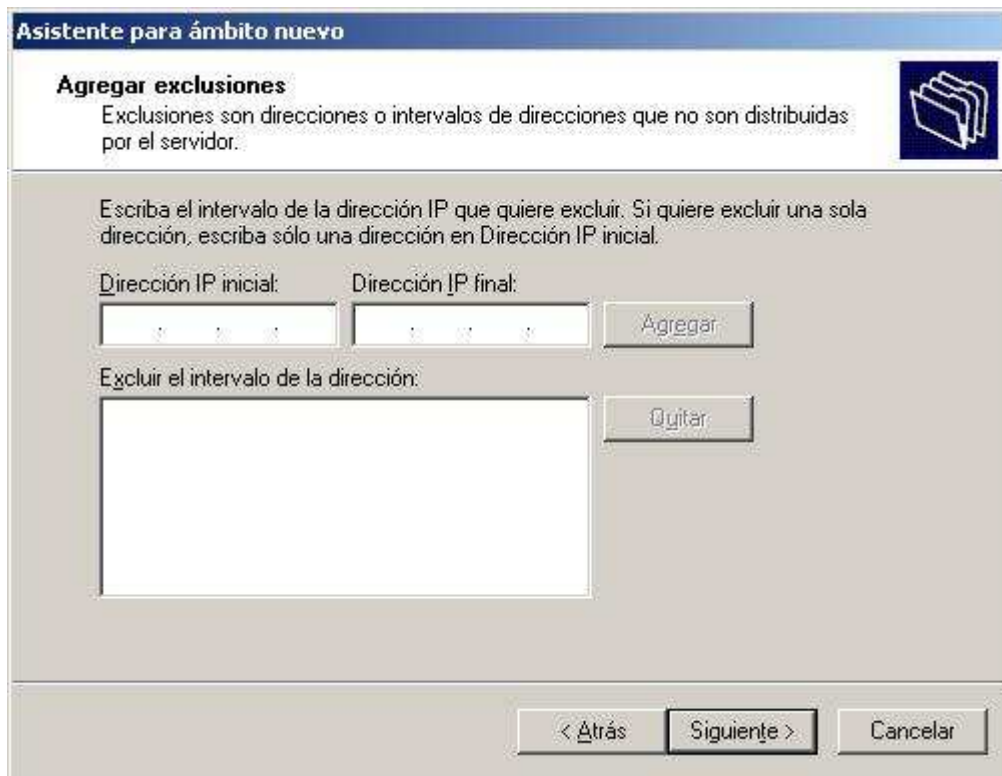 Asistente para ámbito nuevo
Agregar exclusiones
Exclusiones son direcciones o intervalos de direcciones que no son distribuidas
por el servidor.
Escriba el intervalo de la dirección IP que quiere excluir. Si quiere excluir una sola
dirección, escriba sólo una dirección en Dirección IP inicial.
Dirección IP inicial: Dirección IP final:
. . . . . . Agregar
Excluir el intervalo de la dirección:
Quitar
< Atrás Siguiente > Cancelar